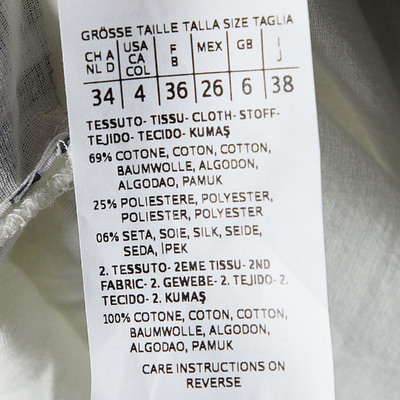 GRÖSSE TAILLE TALLA SIZE TAGLIA
CH A USA F MEX GB I
NL D CA B J
COL
34 4 36 26 6 38
TESSUTO- TISSU- CLOTH- STOFF-
TEJIDO- TECIDO- KUMAŞ
69% COTONE, COTON, COTTON,
BAUMWOLLE, ALGODON,
ALGODAO, PAMUK
25% POLIESTERE, POLYESTER,
POLIESTER, POLYESTER
06% SETA, SOIE, SILK, SEIDE,
SEDA, İPEK
2. TESSUTO- 2EME TISSU- 2ND
FABRIC- 2. GEWEBE- 2. TEJIDO- 2.
TECIDO- 2. KUMAŞ
100% COTONE, COTON, COTTON,
BAUMWOLLE, ALGODON,
ALGODAO, PAMUK
CARE INSTRUCTIONS ON
REVERSE